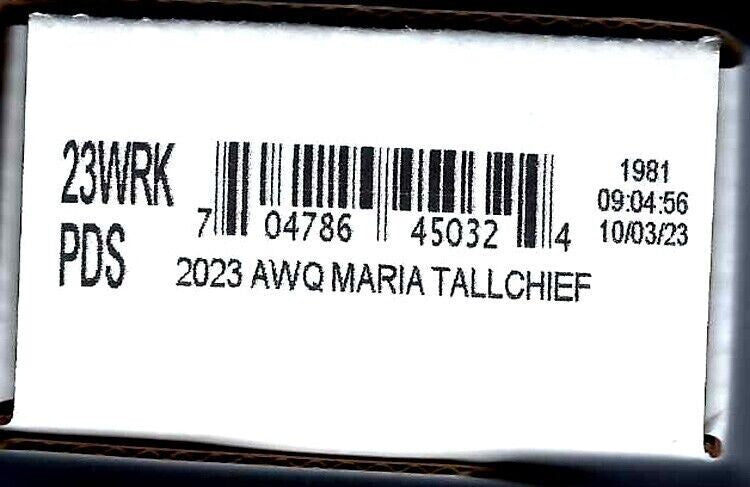 23WRK
PDS
7 04786 45032 4
2023 AWQ MARIA TALLCHIEF
1981
09:04:56
10/03/23